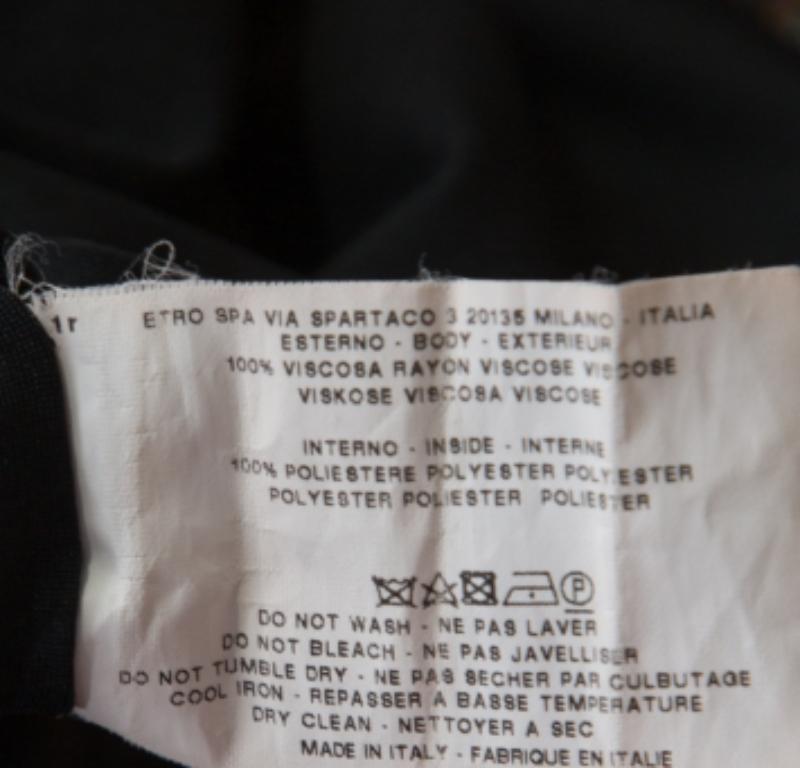 1r
ETRO SPA VIA SPARTACO 3 20135 MILANO - ITALIA
ESTERNO - BODY - EXTERIEUR
100% VISCOSA RAYON VISCOSE VISCOSE
VISKOSE VISCOSA VISCOSE
INTERNO - INSIDE - INTERNE
100% POLIESTERE POLYESTER POLYESTER
POLYESTER POLIESTER POLIESTER
P
DO NOT WASH - NE PAS LAVER
DO NOT BLEACH - NE PAS JAVELLISER
DO NOT TUMBLE DRY - NE PAS SECHER PAR CULBUTAGE
COOL IRON - REPASSER A BASSE TEMPERATURE
DRY CLEAN - NETTOYER A SEC
MADE IN ITALY - FABRIQUE EN ITALIE